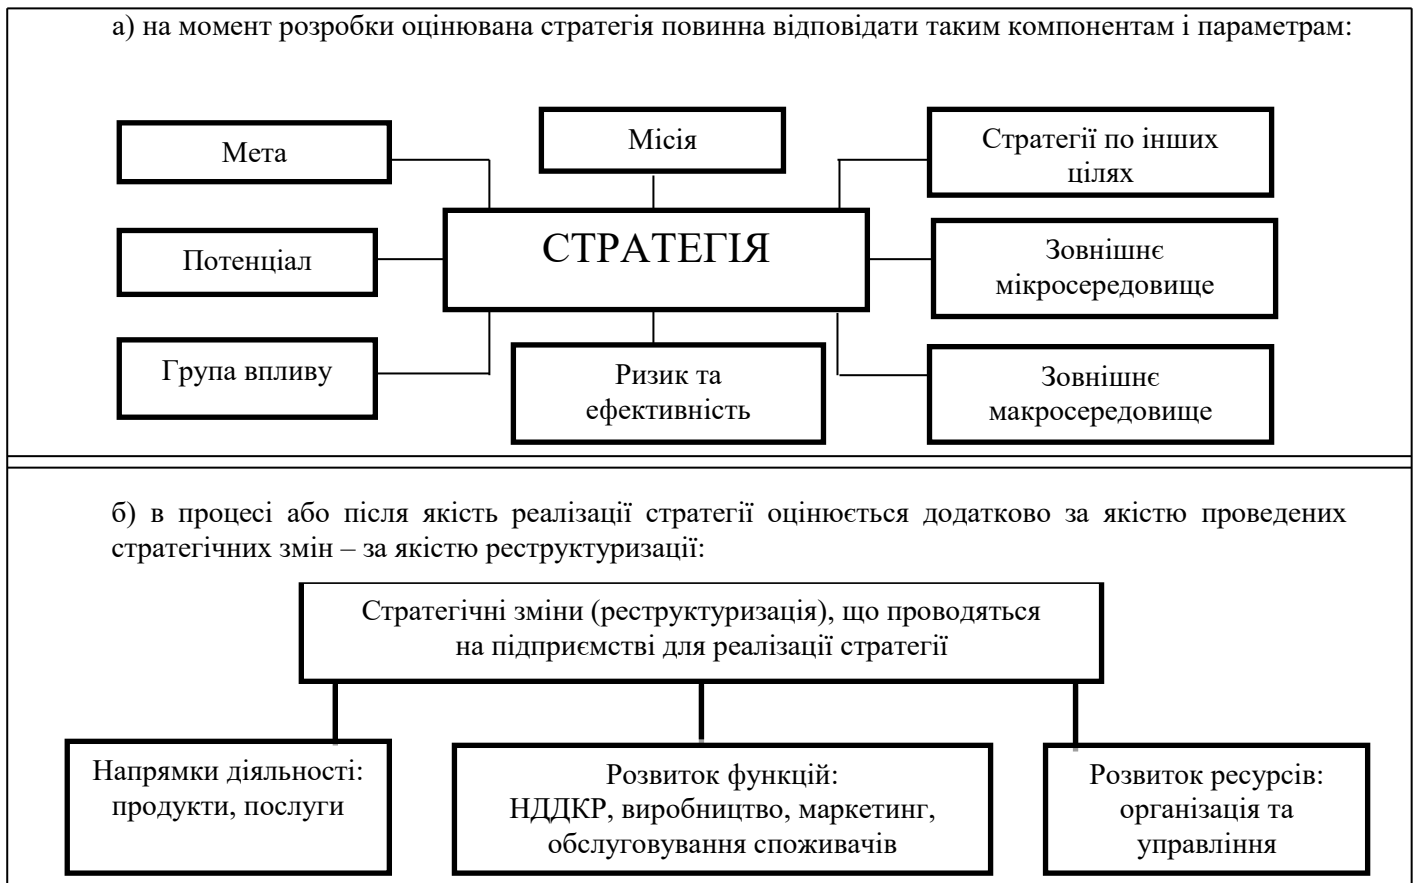 а) на момент розробки оцінювана стратегія повинна відповідати таким компонентам і параметрам:
Мета
Місія
Стратегії по інших
цілях
Потенціал
СТРАТЕГІЯ
Зовнішнє
мікросередовище
Група впливу
Ризик та
ефективність
Зовнішнє
макросередовище
б) в процесі або після якість реалізації стратегії оцінюється додатково за якістю проведених
стратегічних змін – за якістю реструктуризації:
Стратегічні зміни (реструктуризація), що проводяться
на підприємстві для реалізації стратегії
Напрямки діяльності:
продукти, послуги
Розвиток функцій:
НДДКР, виробництво, маркетинг,
обслуговування споживачів
Розвиток ресурсів:
організація та
управління